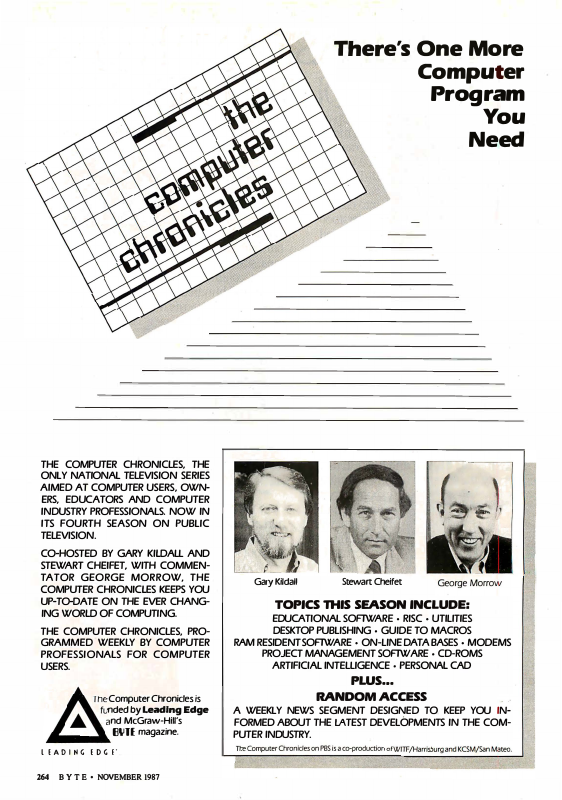 There's One More
Computer
Program
You
Need
the
computer
chronicles
THE COMPUTER CHRONICLES, THE
ONLY NATIONAL TELEVISION SERIES
AIMED AT COMPUTER USERS, OWN-
ERS, EDUCATORS AND COMPUTER
INDUSTRY PROFESSIONALS. NOW IN
ITS FOURTH SEASON ON PUBLIC
TELEVISION.
CO-HOSTED BY GARY KILDALL AND
STEWART CHEIFET, WITH COMMEN-
TATOR GEORGE MORROW, THE
COMPUTER CHRONICLES KEEPS YOU
UP-TO-DATE ON THE EVER CHANG-
ING WORLD OF COMPUTING.
THE COMPUTER CHRONICLES, PRO-
GRAMMED WEEKLY BY COMPUTER
PROFESSIONALS FOR COMPUTER
USERS.
The Computer Chronicles is
funded by Leading Edge
and McGraw-Hill's
BYTE magazine.
LEADING EDGE
Gary Kildall Stewart Cheifet George Morrow
TOPICS THIS SEASON INCLUDE:
EDUCATIONAL SOFTWARE • RISC • UTILITIES
DESKTOP PUBLISHING • GUIDE TO MACROS
RAM RESIDENT SOFTWARE • ON-LINE DATA BASES • MODEMS
PROJECT MANAGEMENT SOFTWARE • CD-ROMS
ARTIFICIAL INTELLIGENCE • PERSONAL CAD
PLUS...
RANDOM ACCESS
A WEEKLY NEWS SEGMENT DESIGNED TO KEEP YOU IN-
FORMED ABOUT THE LATEST DEVELOPMENTS IN THE COM-
PUTER INDUSTRY.
The Computer Chronicles on PBS is a co-production of WITF/Harrisburg and KCSM/San Mateo.
264 BYTE • NOVEMBER 1987